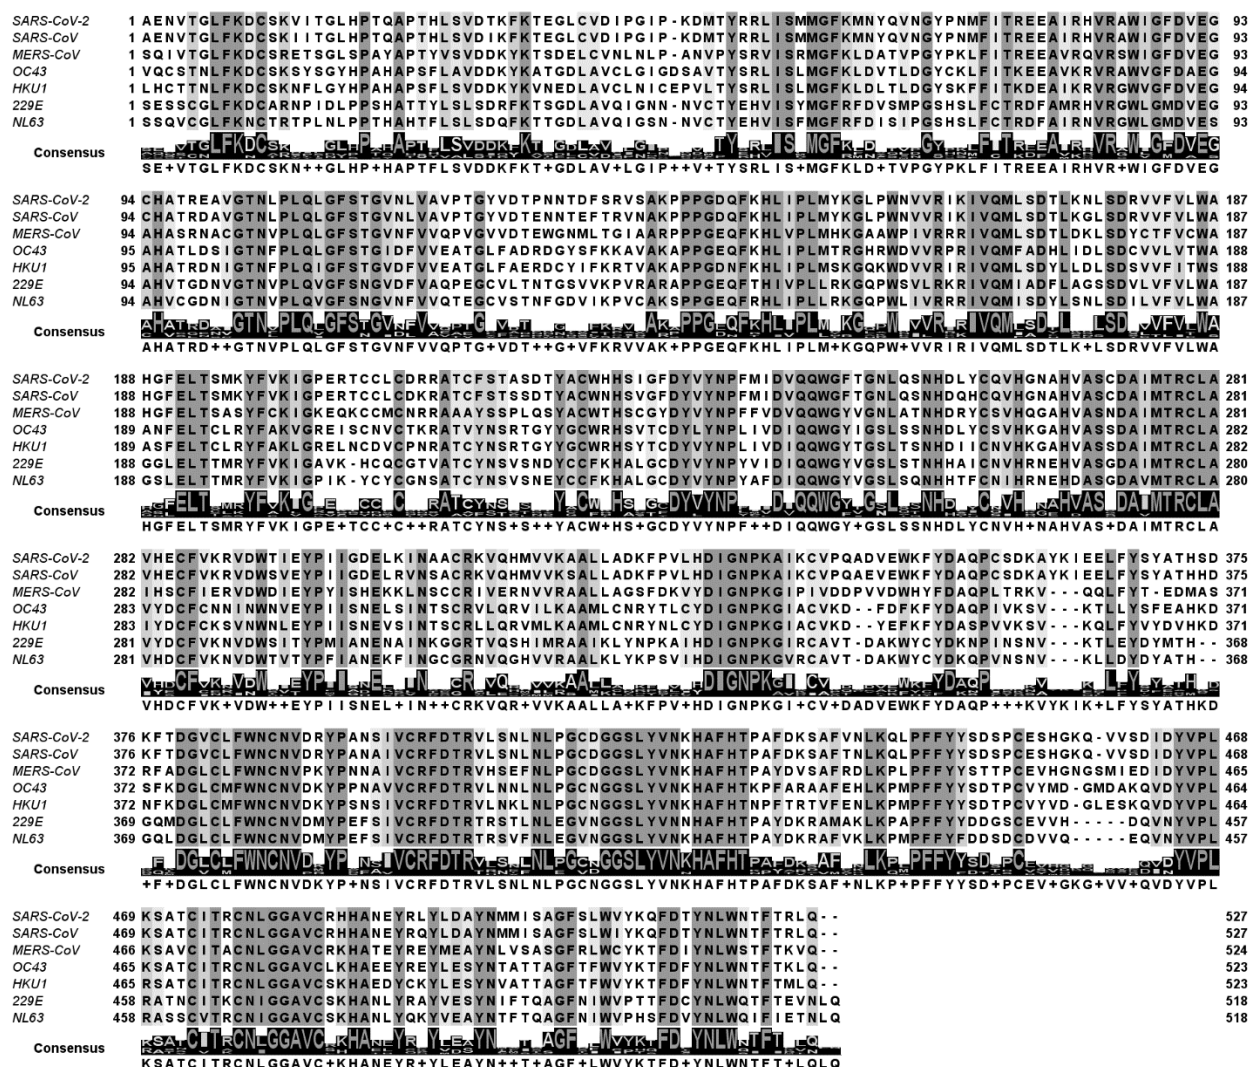 SARS-CoV-2 1 AENVTGLFKDCSKVITGLHPTQAPTHLSVDTKFKTEGLCVDIPGIP-KDMTYRRLISMMGFKMNYQVNGYPNMFITREEAIRHVRAWIGFDVEG 93
SARS-CoV 1 AENVTGLFKDCSKIITGLHPTQAPTHLSVDIKFKTEGLCVDIPGIP-KDMTYRRLISMMGFKMNYQVNGYPNMFITREEAIRHVRAWIGFDVEG 93
MERS-CoV 1 SQIVTGLFKDCSRETSGLSPAYAPTYLSVDDKYKTSDELCVNLNLP-ANVPYSRVISRMGFKLDATVPGYPKLFITREEAVRQVRSWIGFDVEG 93
OC43 1 VQCSTNLFKDCSKSYSGYHPAHAPSFLAVDDKYKATGDLAVCLGIGDSAVTYSRLISLMGFKLDVTLDGYCKLFITKEEAVKRVRAWVGFDAEG 94
HKU1 1 LHCTTNLFKDCSKNFLGYHPAHAPSFLAVDDKYKVNEDLAVCLNICEPVLTYSRLISLMGFKLDLTLDGYSKLFITKDEAIKRVRGWVGFDVEG 94
229E 1 SESSCGLFKDCARNPIDLPPSHATTYLSLSDRFKTSGDLAVQIGNN-NVCTYEHVISYMGFRFDVSMPGSHSLFCTRDFAMRHVRGWLGMDVEG 93
NL63 1 SSQVCGLFKNCTRTPLNLPPTHAHTFLSLSDQFKTTGDLAVQIGSN-NVCTYEHVISFMGFRFDISIPGSHSLFCTRDFAIRNVRGWLGMDVES 93
Consensus
SE+VTGLFKDCSKN++GLHP+HAPTFLSVDDKFKT+GDLAV+LGIP++V+TYSRLIS+MGFKLD+TVPGYPKLFITREEAIRHVR+WIGFDVEG
SARS-CoV-2 94 CHATREAVGTNLPLQLGFSTGVNLVAVPTGYVDTPNNTDFSRVSAKPPPGDQFKHLIPLMYKGLPWNVVRIKIVQMLSDTLKNLSDRVVFVLWA 187
SARS-CoV 94 CHATRDAVGTNLPLQLGFSTGVNLVAVPTGYVDTENNTEFTRVNAKPPPGDQFKHLIPLMYKGLPWNVVRIKIVQMLSDTLKGLSDRVVFVLWA 187
MERS-CoV 94 AHASRNACGTNVPLQLGFSTGVNFVVQPVGVVDTEWGNMLTGIAARPPPGEQFKHLVPLMHKGAAWPIVRRRIVQMLSDTLDKLSDYCTFVCWA 187
OC43 95 AHATLDSIGTNFPLQLGFSTGIDFVVEATGLFADRDGYSFKKAVAKAPPGEQFKHLIPLMTRGHRWDVVRPRIVQMFADHLIDLSDCVVLVTWA 188
HKU1 95 AHATRDNIGTNFPLQIGFSTGVDFVVEATGLFAERDCYIFKRTVAKAPPGDNFKHLIPLMSKGQKWDVVRIRIVQMLSDYLLDLSDSVVFITWS 188
229E 94 AHVTGDNVGTNVPLQVGFSNGVNFVVQPEGCVLTNTGSVVKPVRARAPPGEQFTHIVPLLRKGQPWSVLRKRIVQMIADFLAGSSDVLVFVLWA 187
NL63 94 AHVCGDNIGTNVPLQVGFSNGVNFVVQTEGCVSTNFGDVIKPVCAKSPPGEQFRHLIPLLRKGQPWLIVRRRIVQMISDYLSNLSDILVFVLWA 187
Consensus
AHATRD++GTNVPLQLGFSTGVNFVVQPTG+VDT++G+VFKRVVAK+PPGEQFKHLIPLM+KGQPW+VVRIRIVQMLSDTLK+LSDRVVFVLWA
SARS-CoV-2 188 HGFELTSMKYFVKIGPERTCCLCDRRATCFSTASDTYACWHHSIGFDYVYNPFMIDVQQWGFTGNLQSNHDLYCQVHGNAHVASCDAIMTRCLA 281
SARS-CoV 188 HGFELTSMKYFVKIGPERTCCLCDKRATCFSTSSDTYACWNHSVGFDYVYNPFMIDVQQWGFTGNLQSNHDQHCQVHGNAHVASCDAIMTRCLA 281
MERS-CoV 188 HGFELTSASYFCKIGKEQKCCMCNRRAAAYSSPLQSYACWTHSCGYDYVYNPFFVDVQQWGYVGNLATNHDRYCSVHQGAHVASNDAIMTRCLA 281
OC43 189 ANFELTCLRYFAKVGREISCNVCTKRATVYNSRTGYYGCWRHSVTCDYLYNPLIVDIQQWGYIGSLSSNHDLYCSVHKGAHVASSDAIMTRCLA 282
HKU1 189 ASFELTCLRYFAKLGRELNCDVCPNRATCYNSRTGYYGCWRHSYTCDYVYNPLIVDIQQWGYTGSLTSNHDIICNVHKGAHVASADAIMTRCLA 282
229E 188 GGLELTTMRYFVKIGAVK-HCQCGTVATCYNSVSNDYCCFKHALGCDYVYNPYVIDIQQWGYVGSLSTNHHAICNVHRNEHVASGDAIMTRCLA 280
NL63 188 GSLELTTMRYFVKIGPIK-YCYCGNSATCYNSVSNEYCCFKHALGCDYVYNPYAFDIQQWGYVGSLSQNHHTFCNIHRNEHDASGDAVMTRCLA 280
Consensus
HGFELTSMRYFVKIGPE+TCC+C++RATCYNS+S++YACW+HS+GCDYVYNPF++DIQQWGY+GSLSSNHDLYCNVH+NAHVAS+DAIMTRCLA
SARS-CoV-2 282 VHECFVKRVDWTIEYPIIGDELKINAACRKVQHMVVKAALLADKFPVLHDIGNPKAIKCVPQADVEWKFYDAQPCSDKAYKIEELFYSYATHSD 375
SARS-CoV 282 VHECFVKRVDWSVEYPIIGDELRVNSACRKVQHMVVKSALLADKFPVLHDIGNPKAIKCVPQAEVEWKFYDAQPCSDKAYKIEELFYSYATHHD 375
MERS-CoV 282 IHSCFIERVDWDIEYPYISHEKKLNSCCRIVERNVVRAALLAGSFDKVYDIGNPKGIPIVDDPVVDWHYFDAQPLTRKV---QQLFYT-EDMAS 371
OC43 283 VYDCFCNNINWNVEYPIISNELSINTSCRVLQRVILKAAMLCNRYTLCYDIGNPKGIACVKD--FDFKFYDAQPIVKSV----KTLLYSFEAHKD 371
HKU1 283 IYDCFCKSVNWNLEYPIISNEVSINTSCRLLQRVMLKAAMLCNRYNLCYDIGNPKGIACVKD--YEFKFYDASPVVKSV----KQLFYVYDVHKD 371
229E 281 VYDCFVKNVDWSITYPMIANENAINKGGRTVQSHIMRAAIKLYNPKAIHDIGNPKGIRCAVT-DAKWYCYDKNPINSNV----KTLEYDYMTH-- 368
NL63 281 VHDCFVKNVDWTVTYPFIANEKFINGCGRNVQGHVVRAALKLYKPSVIHDIGNPKGVRCAVT-DAKWYCYDKQPVNSNV----KLLDYDYATH-- 368
Consensus
VHDCFVK+VDW++EYPIISNEL+IN++CRKVQR+VVKAALLA+KFPV+HDIGNPKGI+CV+DADVEWKFYDAQP+++KVYKIK+LFYSYATHKD
SARS-CoV-2 376 KFTDGVCLFWNCNVDRYPANSIVCRFDTRVLSNLNLPGCDGGSLYVNKHAFHTPAFDKSAFVNLKQLPFFYYSDSPCESHGKQ-VVSDIDYVPL 468
SARS-CoV 376 KFTDGVCLFWNCNVDRYPANAIVCRFDTRVLSNLNLPGCDGGSLYVNKHAFHTPAFDKSAFTNLKQLPFFYYSDSPCESHGKQ-VVSDIDYVPL 468
MERS-CoV 372 RFADGLCLFWNCNVPKYPNNAIVCRFDTRVHSEFNLPGCDGGSLYVNKHAFHTPAYDVSAFRDLKPLPFFYYSTTPCEVHGNGSMIEDIDYVPL 465
OC43 372 SFKDGLCMFWNCNVDKYPPNAVVCRFDTRVLNNLNLPGCNGGSLYVNKHAFHTKPFARAAFEHLKPMPFFYYSDTPCVYMD-GMDAKQVDYVPL 464
HKU1 372 NFKDGLCMFWNCNVDKYPSNSIVCRFDTRVLNKLNLPGCNGGSLYVNKHAFHTNPFTRTVFENLKPMPFFYYSDTPCVYVD-GLESKQVDYVPL 464
229E 369 GQMDGLCLFWNCNVDMYPEFSIVCRFDTRTRSTLNLEGVNGGSLYVNNHAFHTPAYDKRAMAKLKPAPFFYYDDGSCEVVH-----DQVNYVPL 457
NL63 369 GQLDGLCLFWNCNVDMYPEFSIVCRFDTRTRSVFNLEGVNGGSLYVNKHAFHTPAYDKRAFVKLKPMPFFYFDDSDCDVVQ-----EQVNYVPL 457
Consensus
+F+DGLCLFWNCNVDKYP+NSIVCRFDTRVLSNLNLPGCNGGSLYVNKHAFHTPAFDKSAF+NLKP+PFFYYSD+PCEV+GKG+VV+QVDYVPL
SARS-CoV-2 469 KSATCITRCNLGGAVCRHHANEYRLYLDAYNMMISAGFSLWVYKQFDTYNLWNTFTRLQ-- 527
SARS-CoV 469 KSATCITRCNLGGAVCRHHANEYRQYLDAYNMMISAGFSLWIYKQFDTYNLWNTFTRLQ-- 527
MERS-CoV 466 KSAVCITACNLGGAVCRKHATEYREYMEAYNLVSASGFRLWCYKTFDIYNLWSTFTKVQ-- 524
OC43 465 KSATCITRCNLGGAVCLKHAEEYREYLESYNTATTAGFTFWVYKTFDFYNLWNTFTKLQ-- 523
HKU1 465 RSATCITRCNLGGAVCSKHAEDYCKYLESYNVATTAGFTFWVYKTFDFYNLWNTFTMLQ-- 523
229E 458 RATNCITKCNIGGAVCSKHANLYRAYVESYNIFTQAGFNIWVPTTFDCYNLWQTFTEVNLQ 518
NL63 458 RASSCVTRCNIGGAVCSKHANLYQKYVEAYNTFTQAGFNIWVPHSFDVYNLWQIFIETNLQ 518
Consensus
KSATCITRCNLGGAVC+KHANEYR+YLEAYN++T+AGF+LWVYKTFD+YNLWNTFT+LQLQ